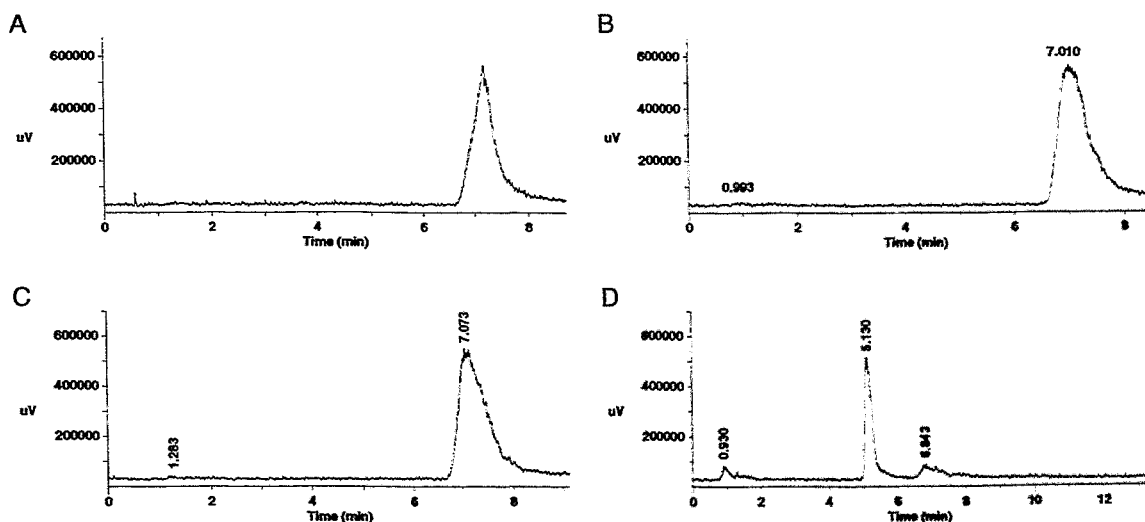 A
600000
400000
uV
200000
0 2 4 6 8
Time (min)
B
7.010
600000
400000
uV
200000
0.993
0 2 4 6 8
Time (min)
C
7.073
600000
400000
uV
200000
1.283
0 2 4 6 8
Time (min)
D
5.130
600000
400000
uV
200000
0.930
6.843
0 2 4 6 8 10 12
Time (min)